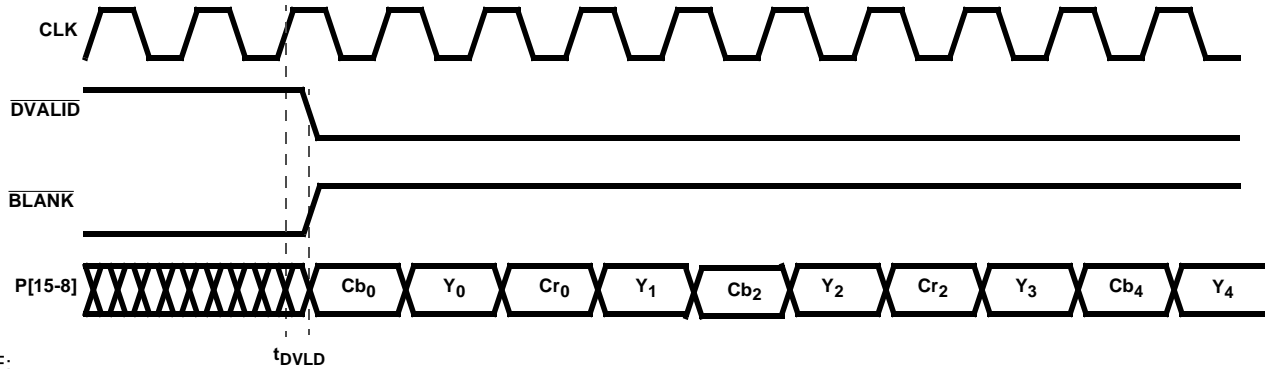 CLK
DVALID
BLANK
P[15-8] Cb0 Y0 Cr0 Y1 Cb2 Y2 Cr2 Y3 Cb4 Y4
tDVLD